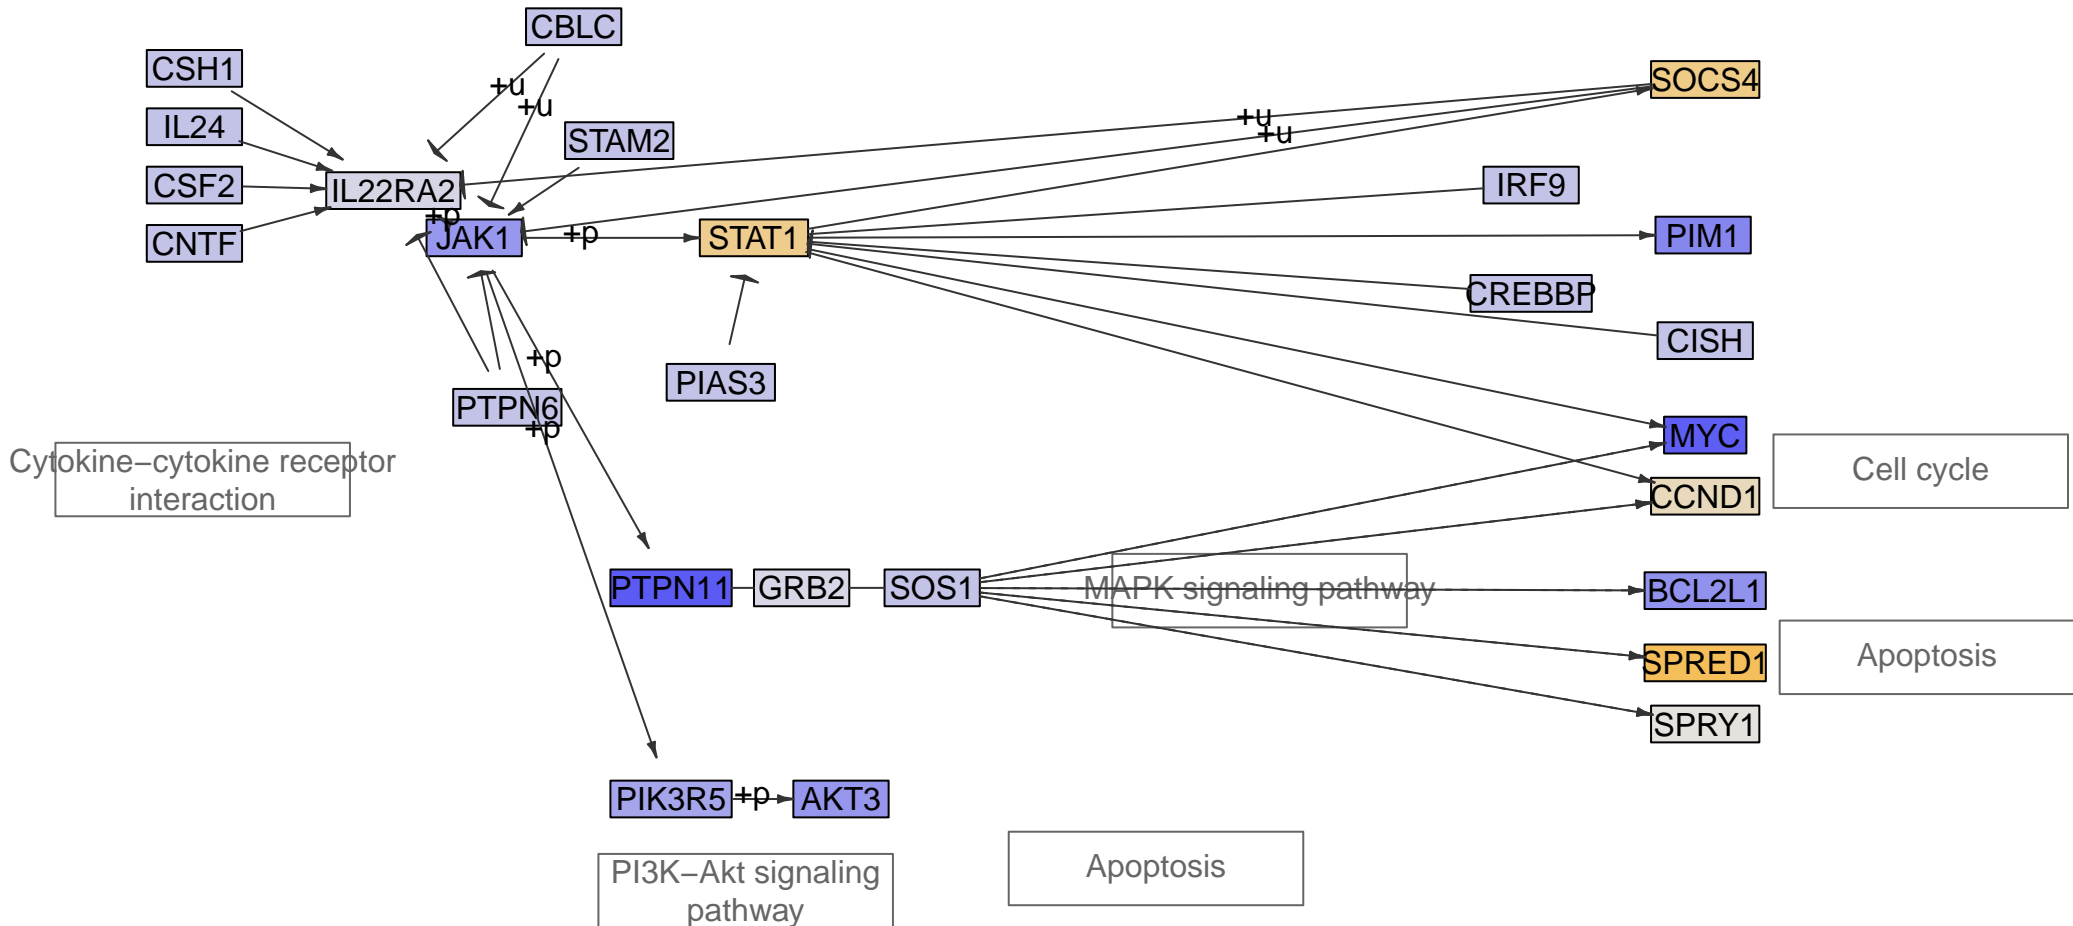 CBLC
CSH1
+u
SOCS4
+u
IL24
+u
+u
STAM2
CSF2
IL22RA2
IRF9
+p
CNTF
JAK1
+p
STAT1
PIM1
CREBBP
CISH
+p
PIAS3
PTPN6
+p
MYC
Cytokine−cytokine receptor
interaction
Cell cycle
CCND1
PTPN11
GRB2
SOS1
MAPK signaling pathway
BCL2L1
SPRED1
Apoptosis
SPRY1
PIK3R5
+p
AKT3
PI3K−Akt signaling
pathway
Apoptosis